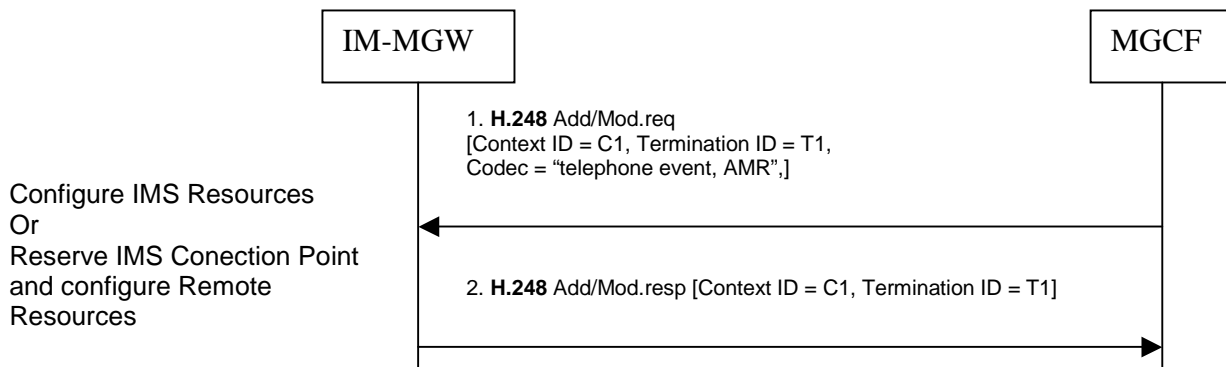 IM-MGW
MGCF
1. H.248 Add/Mod.req
[Context ID = C1, Termination ID = T1,
Codec = “telephone event, AMR”,]
Configure IMS Resources
Or
Reserve IMS Conection Point
and configure Remote
Resources
2. H.248 Add/Mod.resp [Context ID = C1, Termination ID = T1]